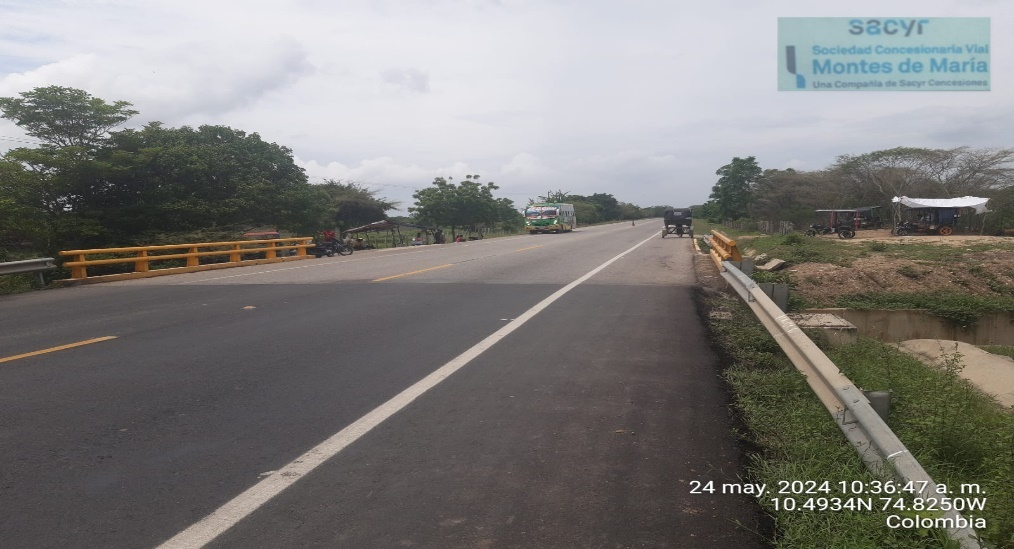 sacyr
Sociedad Concesionaria Vial
Montes de María
Una Compañía de Sacyr Concesiones
24 may. 2024 10:36:47 a. m.
10.4934N 74.8250W
Colombia